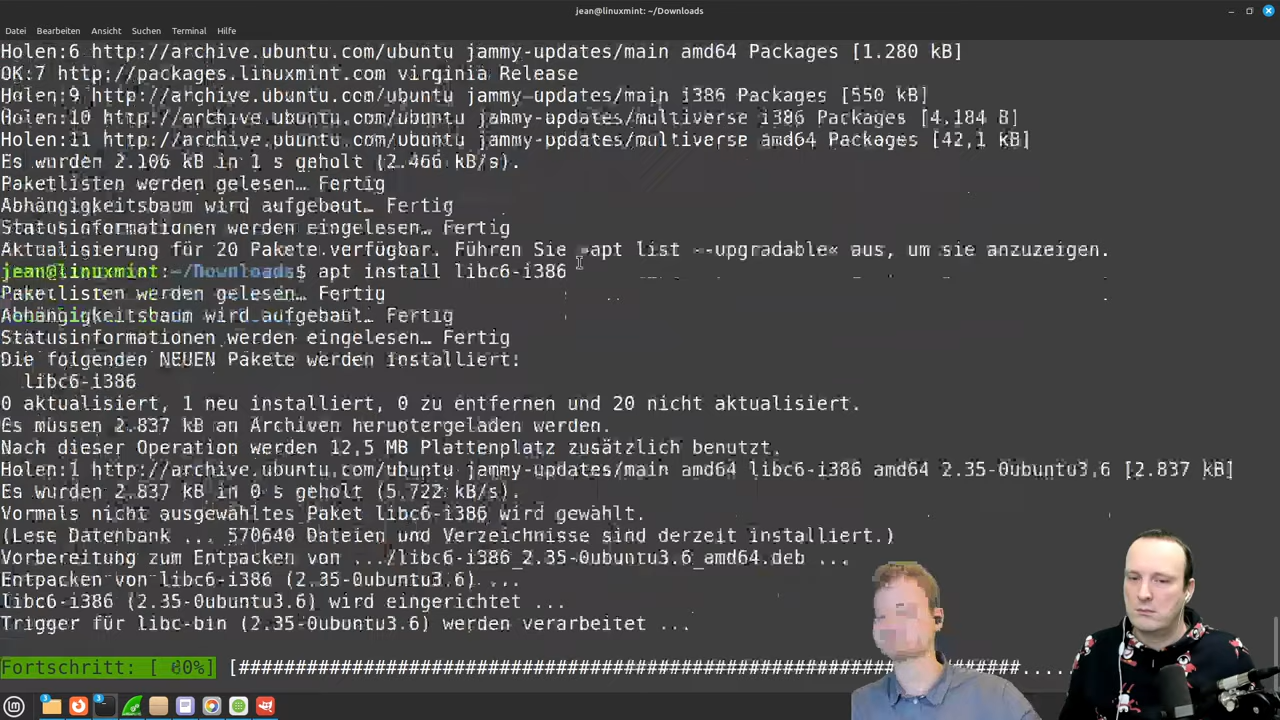 jean@linuxmint: ~/Downloads
Datei Bearbeiten Ansicht Suchen Terminal Hilfe
Holen:6 http://archive.ubuntu.com/ubuntu jammy-updates/main amd64 Packages [1.280 kB]
OK:7 http://packages.linuxmint.com virginia Release
Holen:9 http://archive.ubuntu.com/ubuntu jammy-updates/main i386 Packages [550 kB]
Holen:10 http://archive.ubuntu.com/ubuntu jammy-updates/multiverse i386 Packages [4.184 B]
Holen:11 http://archive.ubuntu.com/ubuntu jammy-updates/multiverse amd64 Packages [42,1 kB]
Es wurden 2.106 kB in 1 s geholt (2.466 kB/s).
Paketlisten werden gelesen… Fertig
Abhängigkeitsbaum wird aufgebaut… Fertig
Statusinformationen werden eingelesen… Fertig
Aktualisierung für 20 Pakete verfügbar. Führen Sie »apt list --upgradable« aus, um sie anzuzeigen.
jean@linuxmint:~/Downloads$ apt install libc6-i386
Paketlisten werden gelesen… Fertig
Abhängigkeitsbaum wird aufgebaut… Fertig
Statusinformationen werden eingelesen… Fertig
Die folgenden NEUEN Pakete werden installiert:
libc6-i386
0 aktualisiert, 1 neu installiert, 0 zu entfernen und 20 nicht aktualisiert.
Es müssen 2.837 kB an Archiven heruntergeladen werden.
Nach dieser Operation werden 12,5 MB Plattenplatz zusätzlich benutzt.
Holen:1 http://archive.ubuntu.com/ubuntu jammy-updates/main amd64 libc6-i386 amd64 2.35-0ubuntu3.6 [2.837 kB]
Es wurden 2.837 kB in 0 s geholt (5.722 kB/s).
Vormals nicht ausgewähltes Paket libc6-i386 wird gewählt.
(Lese Datenbank ... 570640 Dateien und Verzeichnisse sind derzeit installiert.)
Vorbereitung zum Entpacken von .../libc6-i386_2.35-0ubuntu3.6_amd64.deb ...
Entpacken von libc6-i386 (2.35-0ubuntu3.6) ...
libc6-i386 (2.35-0ubuntu3.6) wird eingerichtet ...
Trigger für libc-bin (2.35-0ubuntu3.6) werden verarbeitet ...
Fortschritt: [ 80%] [######################################################################.....
3 3